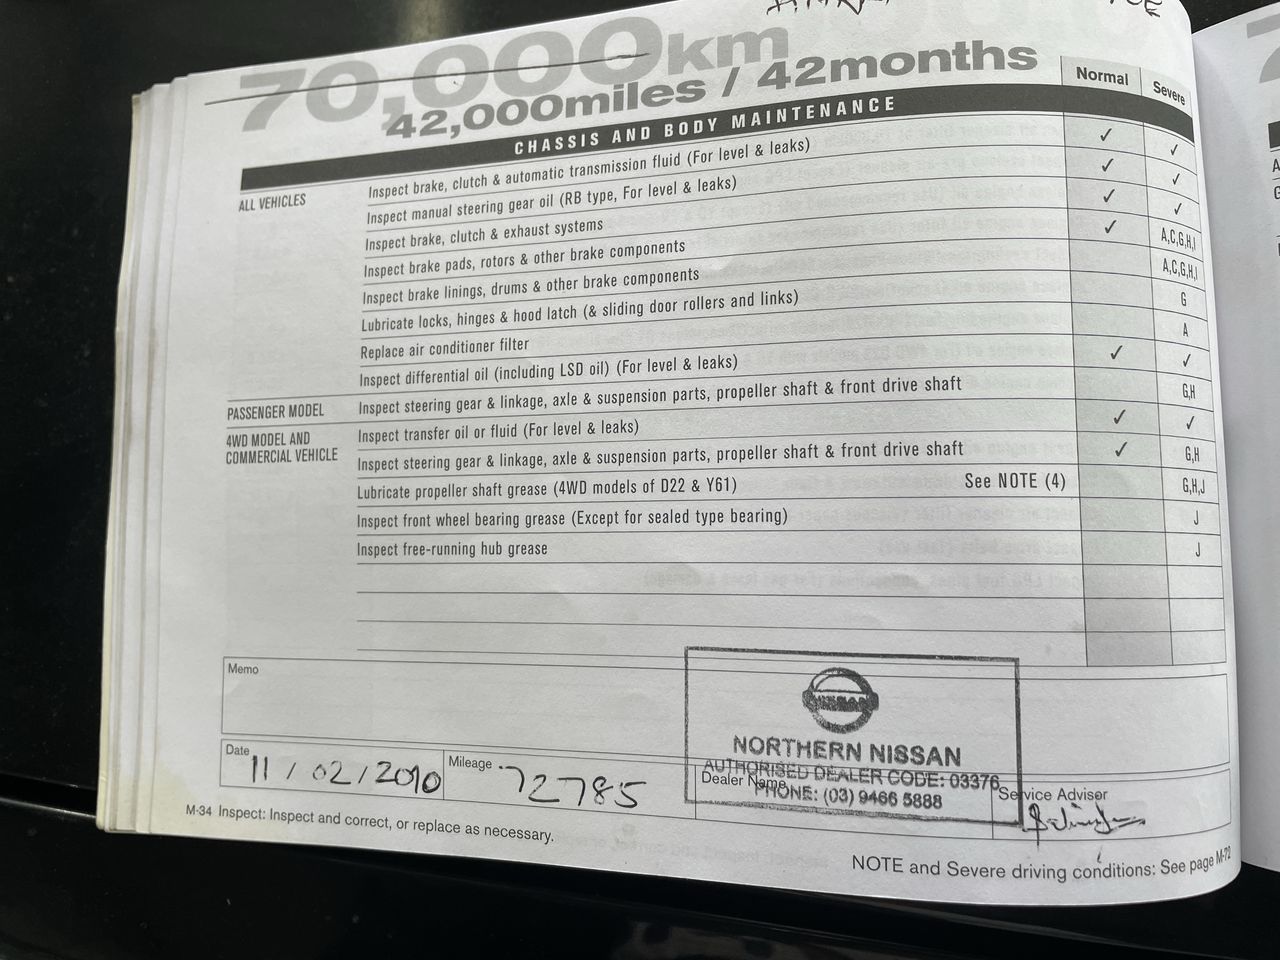 70,000km
42,000miles / 42months
Normal Severe
CHASSIS AND BODY MAINTENANCE
ALL VEHICLES Inspect brake, clutch & automatic transmission fluid (For level & leaks) ✓ ✓
Inspect manual steering gear oil (RB type, For level & leaks) ✓ ✓
Inspect brake, clutch & exhaust systems ✓ ✓
Inspect brake pads, rotors & other brake components ✓ A,C,G,H,I
Inspect brake linings, drums & other brake components A,C,G,H,I
Lubricate locks, hinges & hood latch (& sliding door rollers and links) G
Replace air conditioner filter A
Inspect differential oil (including LSD oil) (For level & leaks) ✓ ✓
PASSENGER MODEL Inspect steering gear & linkage, axle & suspension parts, propeller shaft & front drive shaft G,H
4WD MODEL AND COMMERCIAL VEHICLE Inspect transfer oil or fluid (For level & leaks) ✓ ✓
Inspect steering gear & linkage, axle & suspension parts, propeller shaft & front drive shaft ✓ G,H
Lubricate propeller shaft grease (4WD models of D22 & Y61) See NOTE (4) G,H,J
Inspect front wheel bearing grease (Except for sealed type bearing) J
Inspect free-running hub grease J
Memo
NISSAN
NORTHERN NISSAN
AUTHORISED DEALER CODE: 03376
PHONE: (03) 9466 5888
Date 11/02/2010 Mileage 72785 Dealer Name Service Adviser
M-34 Inspect: Inspect and correct, or replace as necessary.
NOTE and Severe driving conditions: See page M-72